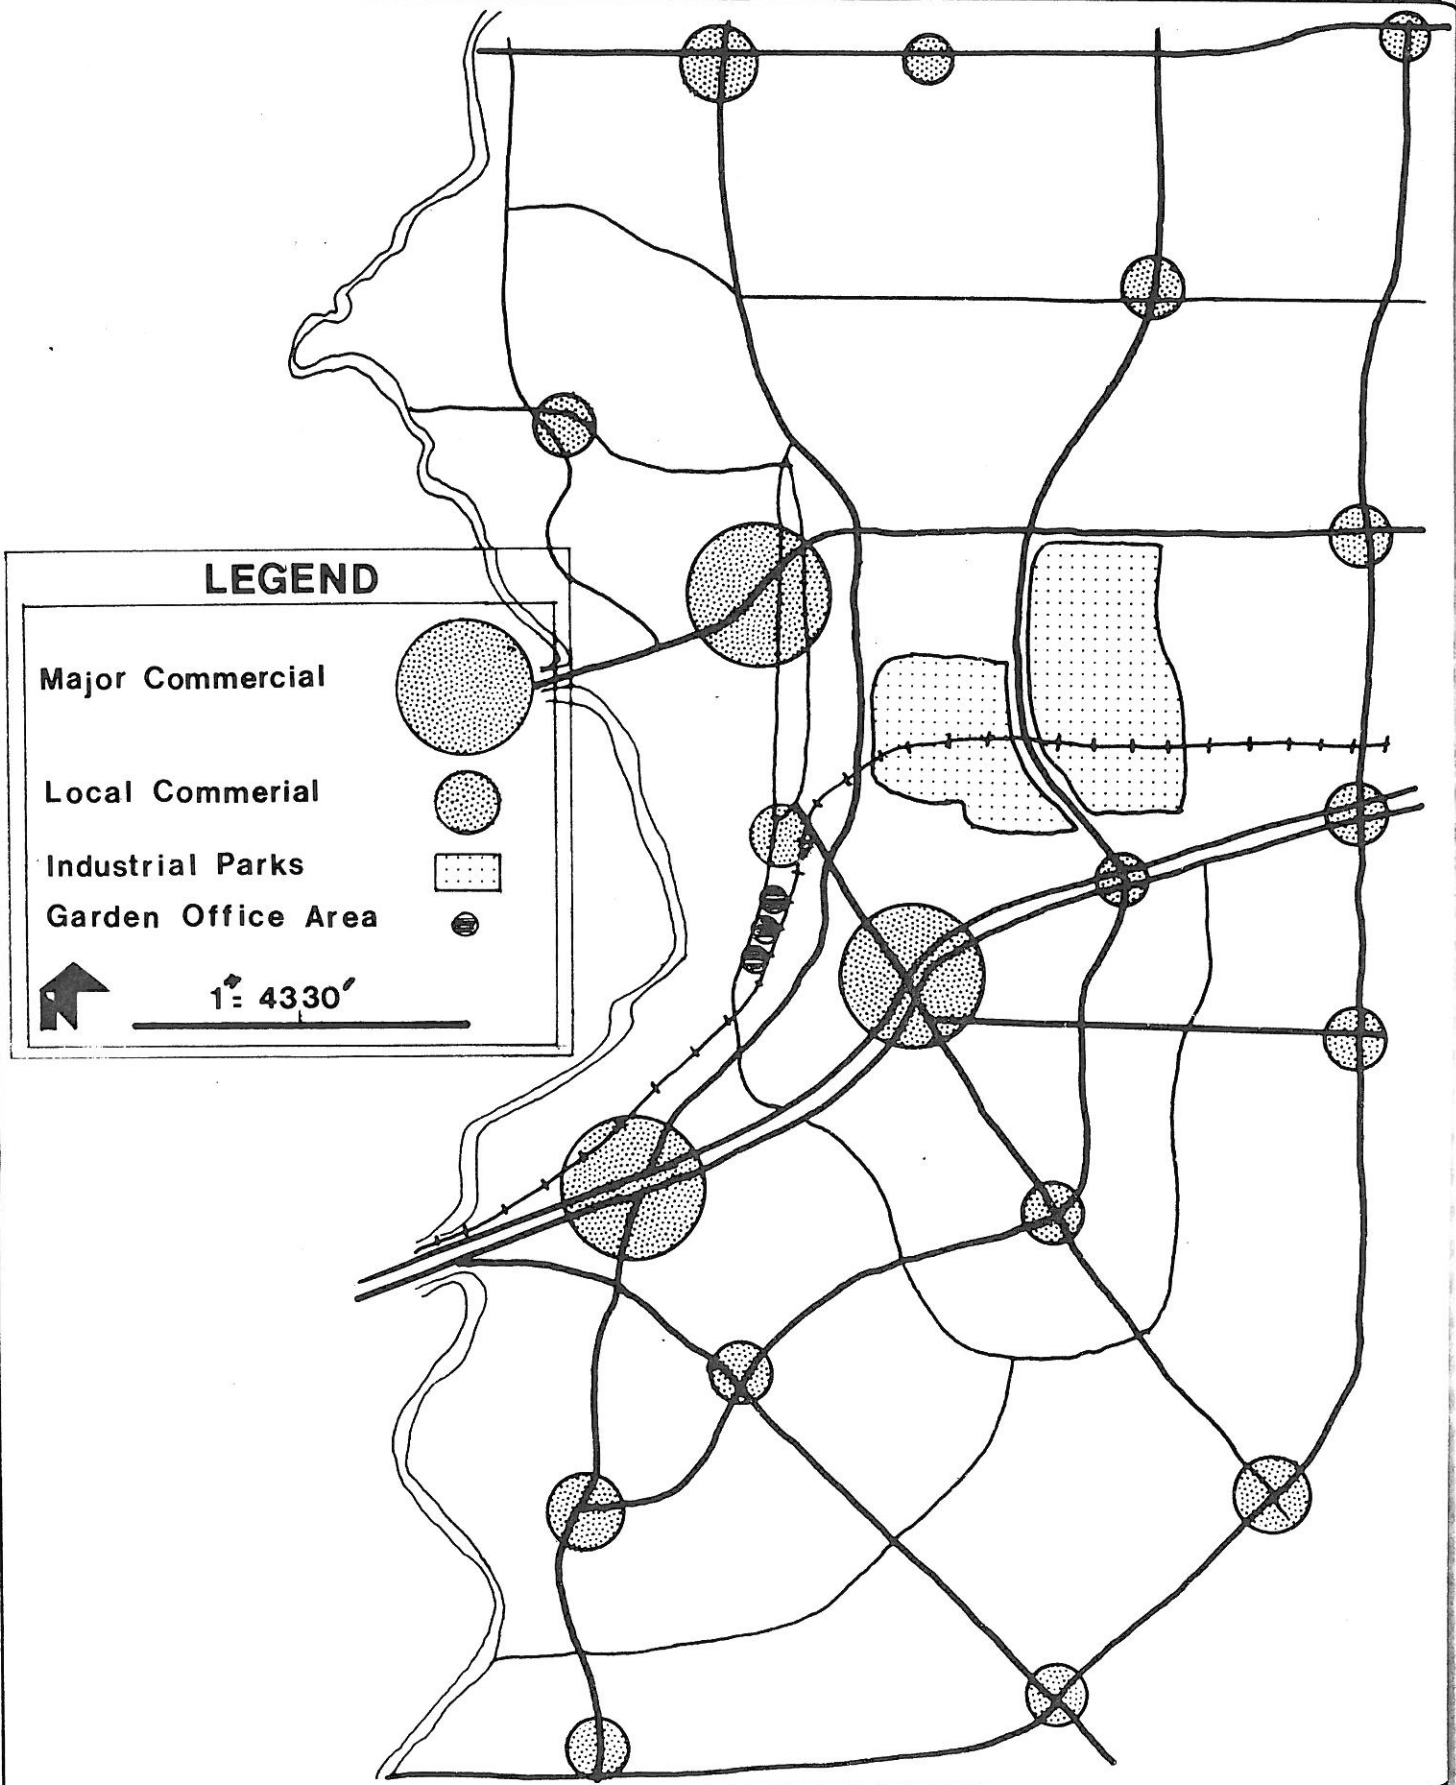 LEGEND
Major Commercial
Local Commerial
Industrial Parks
Garden Office Area
N
1"= 4330'